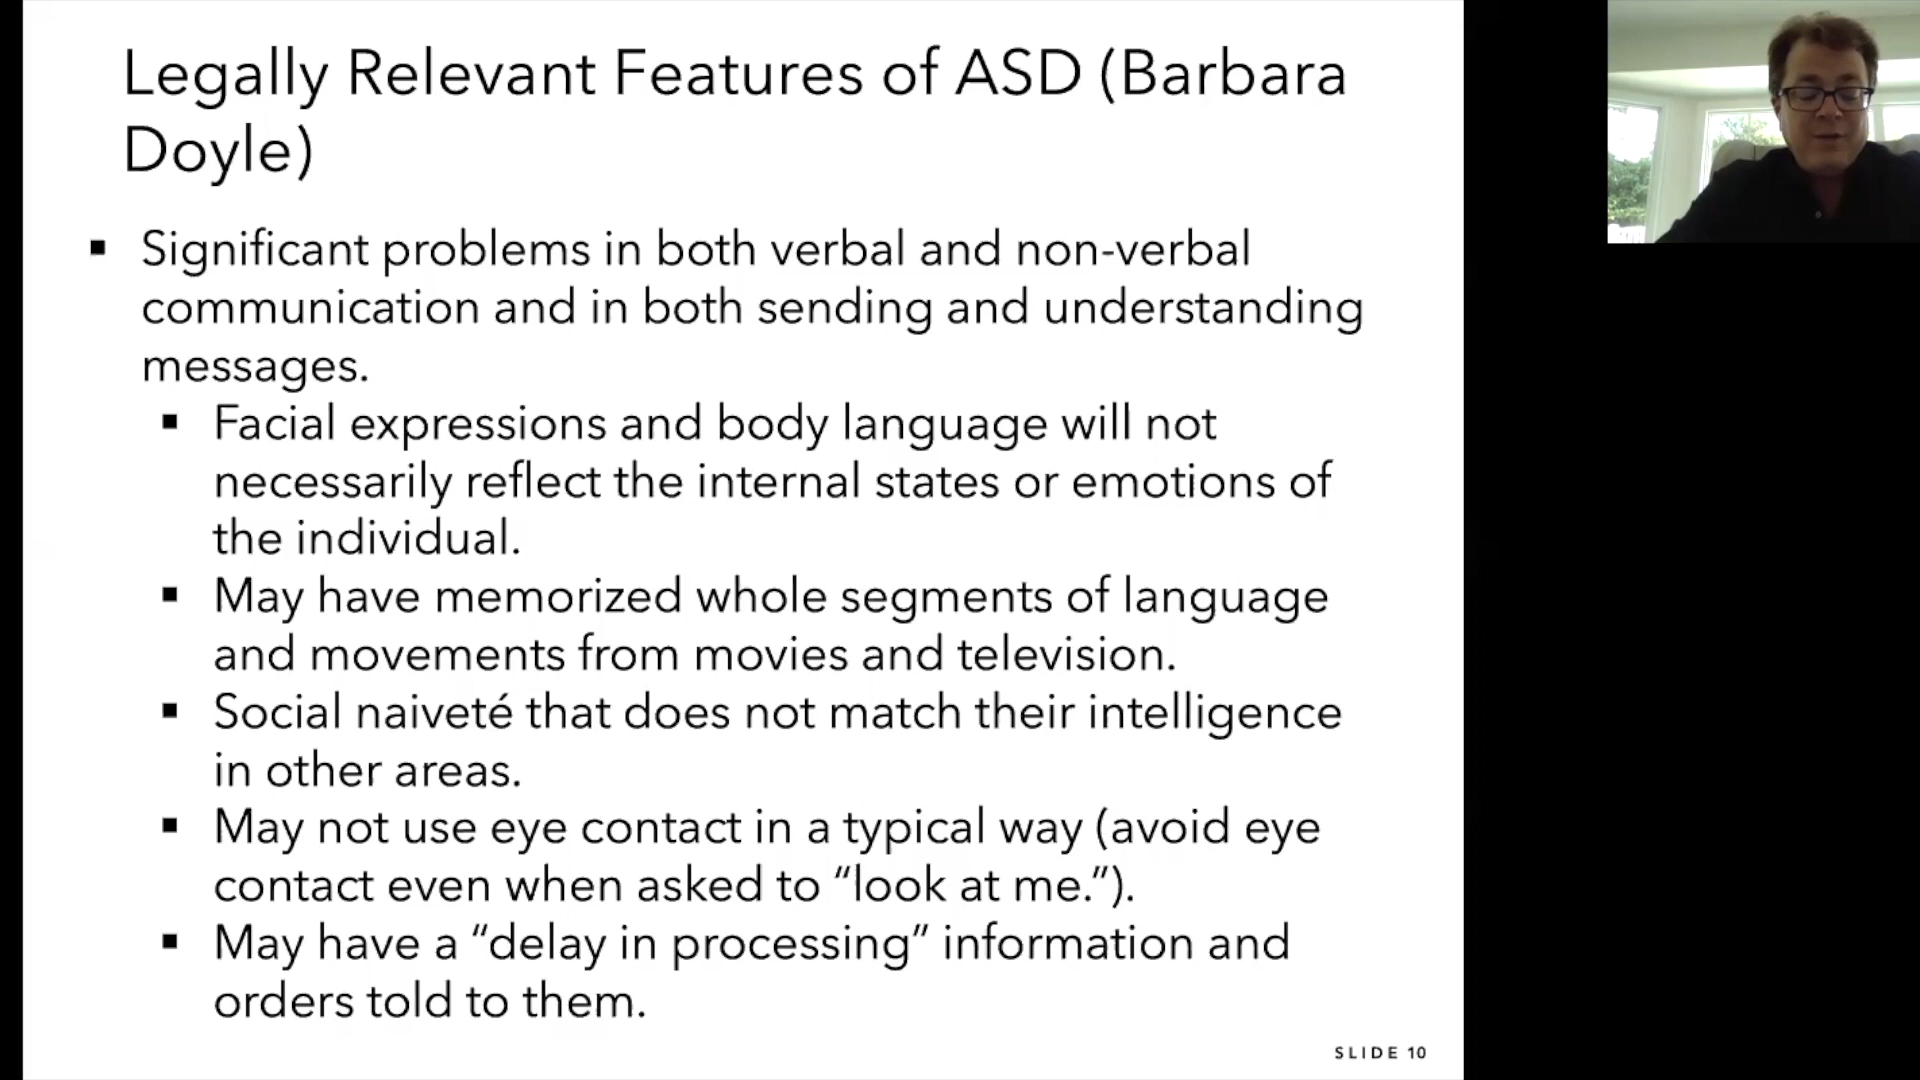 Legally Relevant Features of ASD (Barbara
Doyle)
▪ Significant problems in both verbal and non-verbal
communication and in both sending and understanding
messages.
▪ Facial expressions and body language will not
necessarily reflect the internal states or emotions of
the individual.
▪ May have memorized whole segments of language
and movements from movies and television.
▪ Social naiveté that does not match their intelligence
in other areas.
▪ May not use eye contact in a typical way (avoid eye
contact even when asked to “look at me.”).
▪ May have a “delay in processing” information and
orders told to them.
SLIDE 10